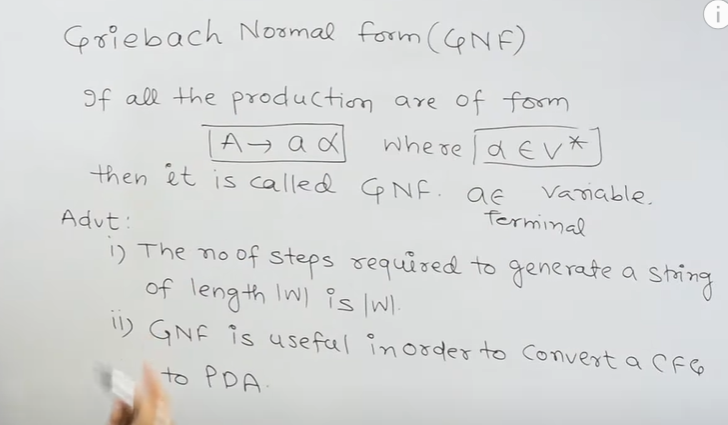 Griebach Normal form (GNF)
If all the production are of form
A → a α where α ∈ V*
then it is called GNF. a ∈ variable.
Terminal
Advt:
i) The no of steps required to generate a string
of length |W| is |W|.
ii) GNF is useful inorder to convert a CFG
to PDA.